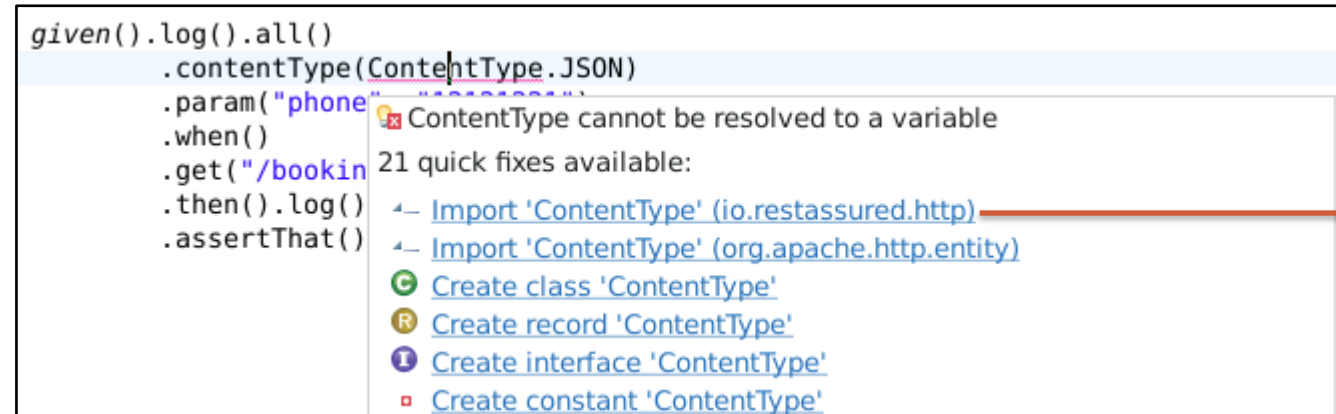 given().log().all()
.contentType(ContentType.JSON)
.param("phone"
.when()
.get("/bookin
.then().log()
.assertThat()
ContentType cannot be resolved to a variable
21 quick fixes available:
Import 'ContentType' (io.restassured.http)
Import 'ContentType' (org.apache.http.entity)
Create class 'ContentType'
Create record 'ContentType'
Create interface 'ContentType'
Create constant 'ContentType'